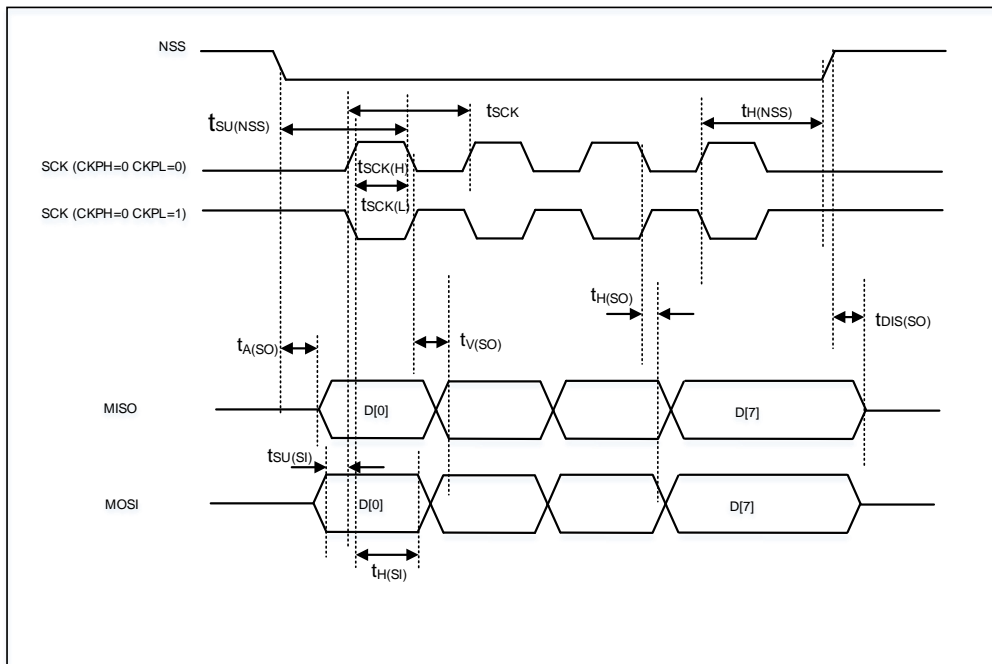 NSS
tSCK
tH(NSS)
tSU(NSS)
SCK (CKPH=0 CKPL=0)
tSCK(H)
tSCK(L)
SCK (CKPH=0 CKPL=1)
tH(SO)
tDIS(SO)
tV(SO)
tA(SO)
MISO
D[0]
D[7]
tSU(SI)
MOSI
D[0]
D[7]
tH(SI)